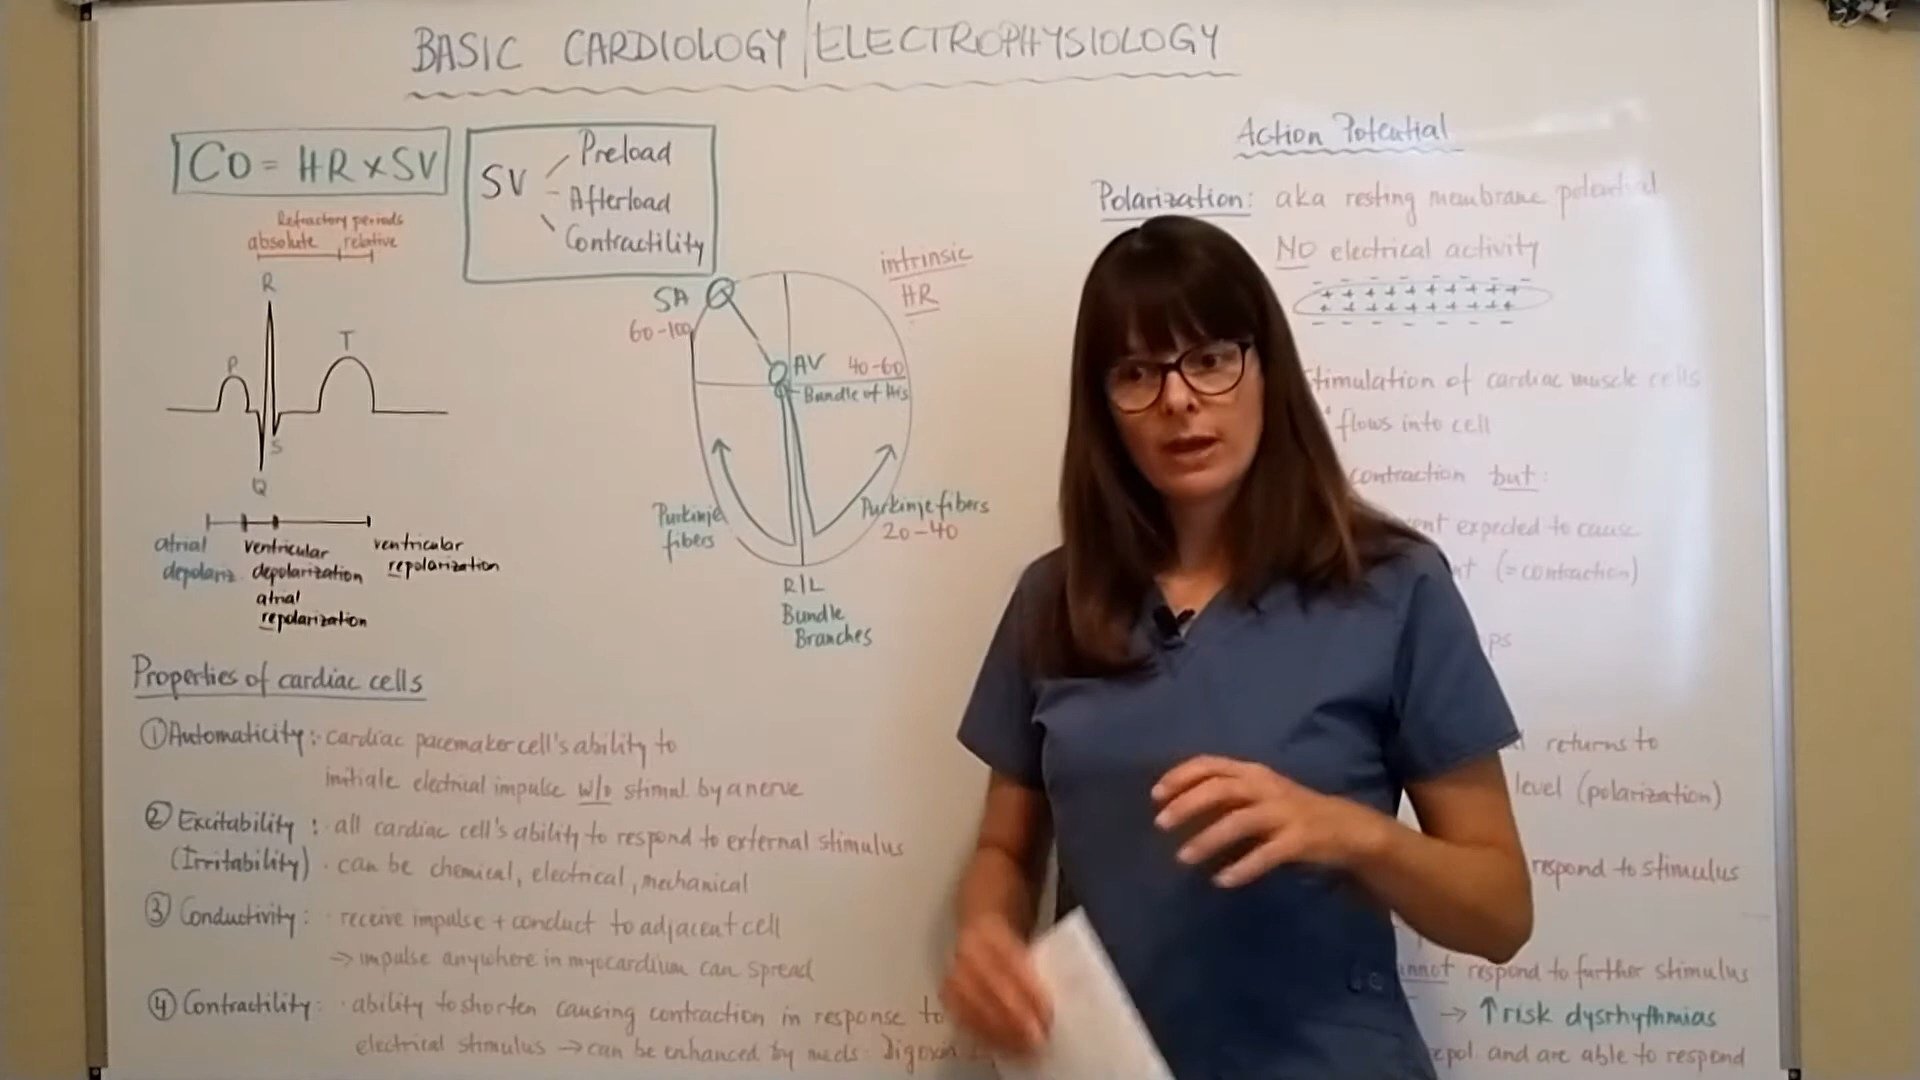 BASIC CARDIOLOGY/ELECTROPHYSIOLOGY
CO = HR x SV
SV
Preload
Afterload
Contractility
Refractory periods
absolute relative
R
P
T
S
Q
atrial
depolariz.
ventricular
depolarization
atrial
repolarization
ventricular
repolarization
SA
60-100
AV
40-60
Bundle of His
intrinsic
HR
Purkinje
fibers
Purkinje fibers
20-40
R/L
Bundle
Branches
Properties of cardiac cells
① Automaticity: · cardiac pacemaker cell's ability to
initiate electrical impulse w/o stimul. by a nerve
② Excitability : · all cardiac cell's ability to respond to external stimulus
(Irritability) · can be chemical, electrical, mechanical
③ Conductivity: · receive impulse + conduct to adjacent cell
→ impulse anywhere in myocardium can spread
④ Contractility: · ability to shorten causing contraction in response to
electrical stimulus → can be enhanced by meds: Digoxin
Action Potential
Polarization: aka resting membrane potential
NO electrical activity
- - - - - - - - -
+ + + + + + + + +
+ + + + + + + + +
- - - - - - - - -
stimulation of cardiac muscle cells
flows into cell
contraction but:
expected to cause
(=contraction)
returns to
level (polarization)
respond to stimulus
cannot respond to further stimulus
→ ↑risk dysrhythmias
and are able to respond